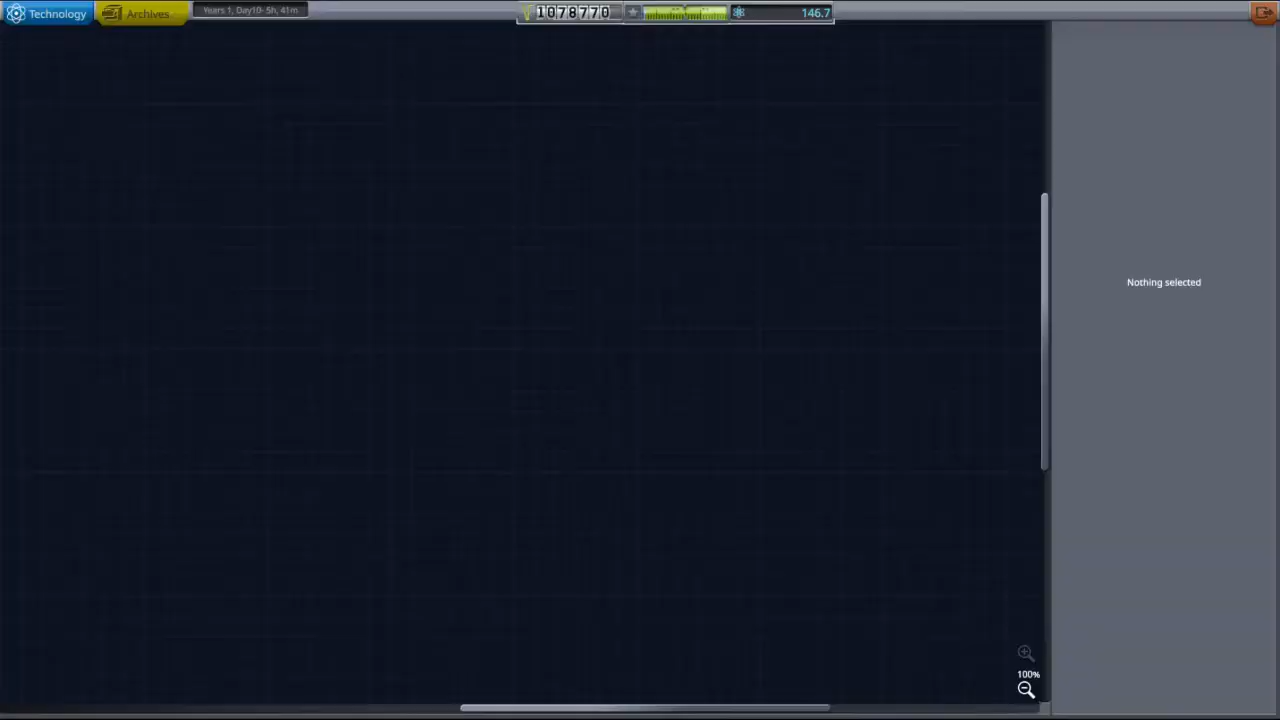 Technology
Archives
Years 1, Day10- 5h, 41m
1078770
146.7
Nothing selected
100%